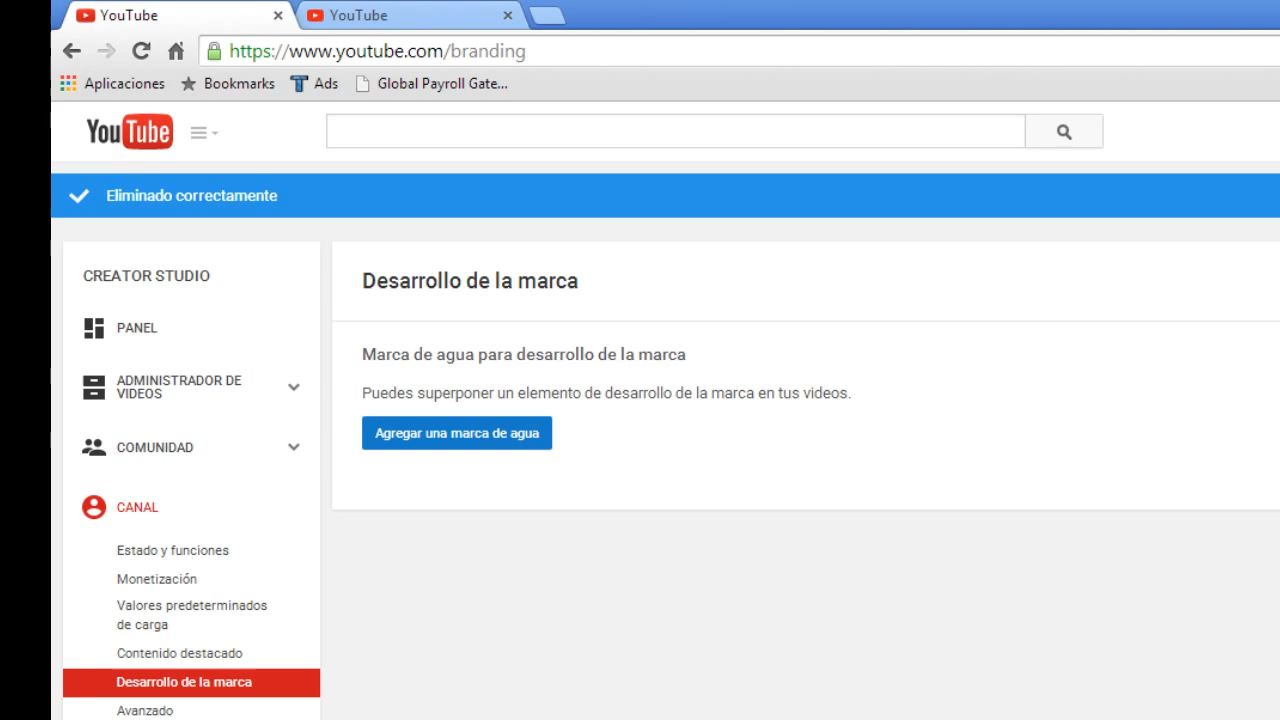 YouTube
YouTube
https://www.youtube.com/branding
Aplicaciones Bookmarks Ads Global Payroll Gate...
YouTube
Eliminado correctamente
CREATOR STUDIO
PANEL
ADMINISTRADOR DE
VIDEOS
COMUNIDAD
CANAL
Estado y funciones
Monetización
Valores predeterminados
de carga
Contenido destacado
Desarrollo de la marca
Avanzado
Desarrollo de la marca
Marca de agua para desarrollo de la marca
Puedes superponer un elemento de desarrollo de la marca en tus videos.
Agregar una marca de agua